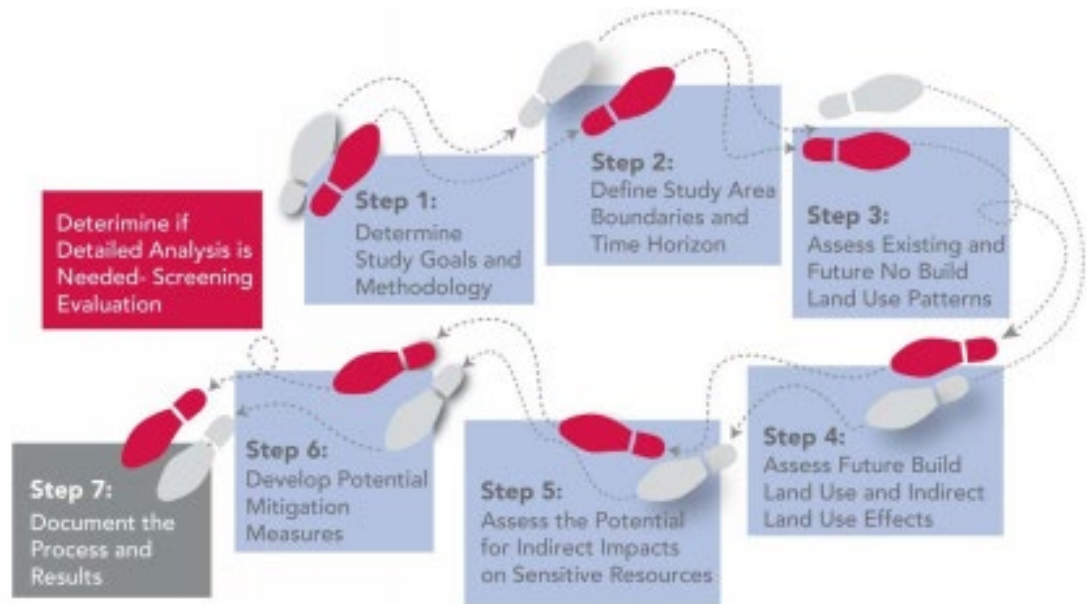 Deterimine if
Detailed Analysis is
Needed- Screening
Evaluation
Step 1:
Determine
Study Goals and
Methodology
Step 2:
Define Study Area
Boundaries and
Time Horizon
Step 3:
Assess Existing and
Future No Build
Land Use Patterns
Step 4:
Assess Future Build
Land Use and Indirect
Land Use Effects
Step 5:
Assess the Potential
for Indirect Impacts
on Sensitive Resources
Step 6:
Develop Potential
Mitigation
Measures
Step 7:
Document the
Process and
Results